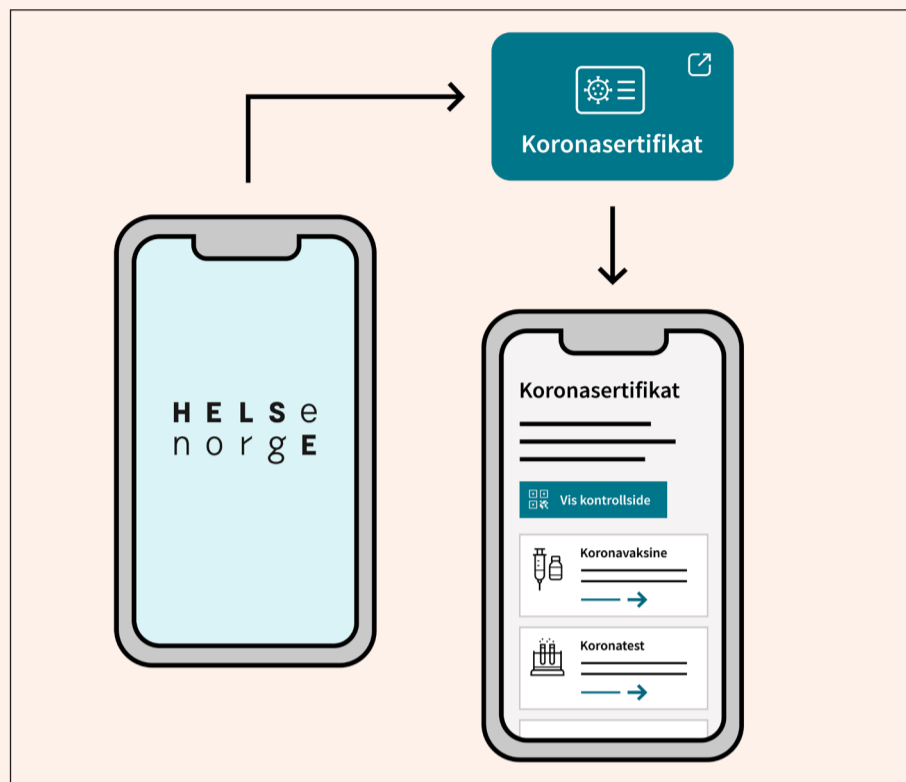 HELSe
norgE
Koronasertifikat
Koronasertifikat
Vis kontrollside
Koronavaksine
Koronatest